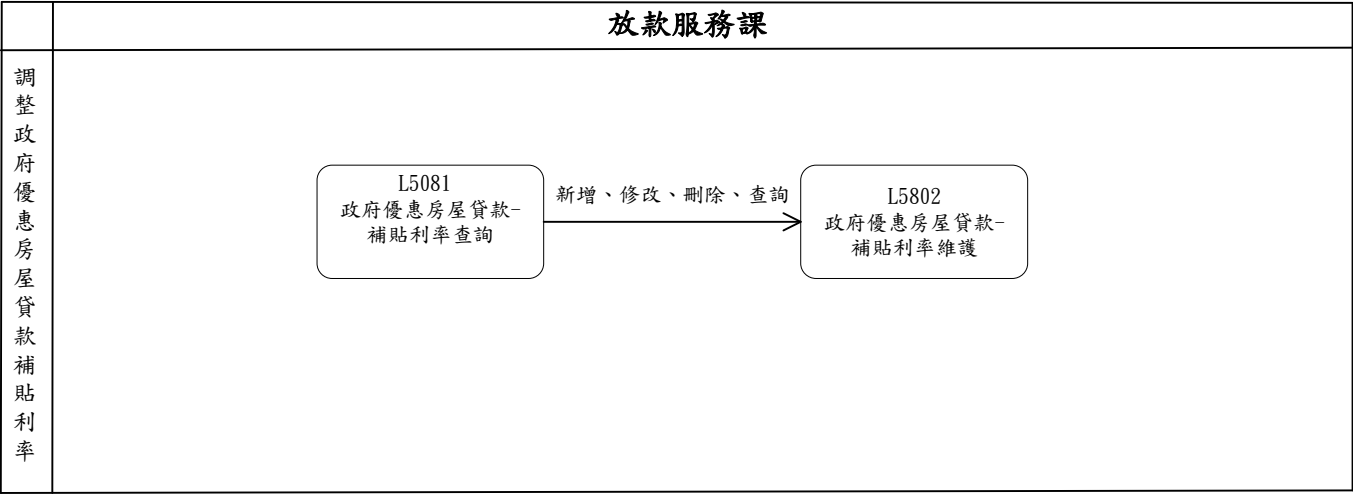 放款服務課
調整政府優惠房屋貸款補貼利率
L5081
政府優惠房屋貸款-
補貼利率查詢
新增、修改、刪除、查詢
L5802
政府優惠房屋貸款-
補貼利率維護